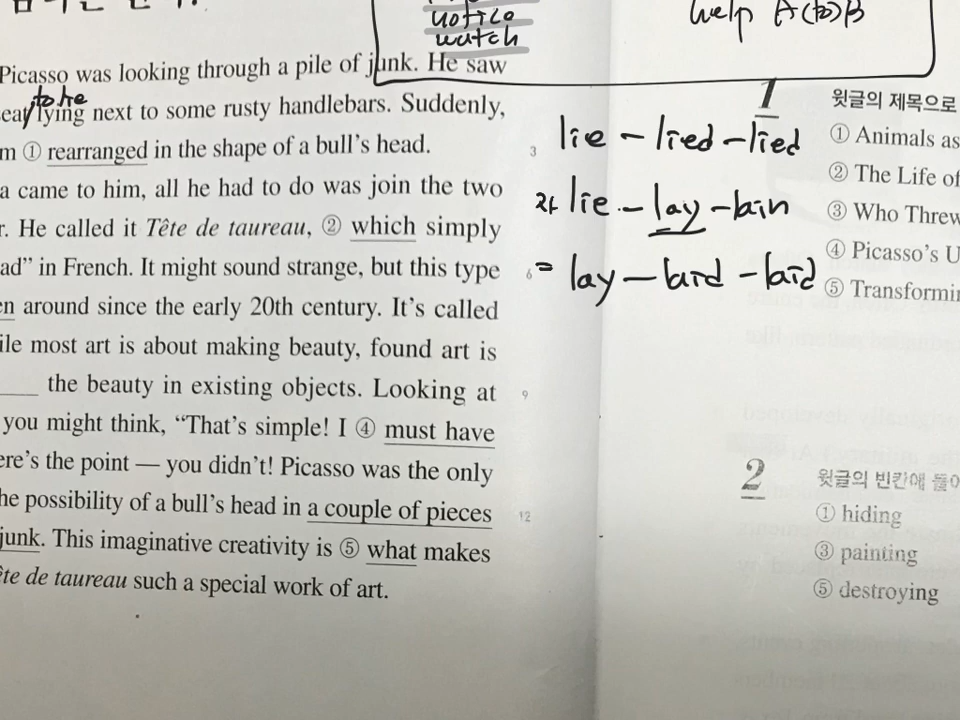 notice
watch
help A(to)B
Picasso was looking through a pile of junk. He saw
to be
lying next to some rusty handlebars. Suddenly,
① rearranged in the shape of a bull's head.
a came to him, all he had to do was join the two
r. He called it Tête de taureau, ② which simply
ad" in French. It might sound strange, but this type
en around since the early 20th century. It's called
ile most art is about making beauty, found art is
____ the beauty in existing objects. Looking at
you might think, "That's simple! I ④ must have
ere's the point — you didn't! Picasso was the only
he possibility of a bull's head in a couple of pieces
junk. This imaginative creativity is ⑤ what makes
ête de taureau such a special work of art.
3
6
9
12
lie - lied - lied
lie - lay - lain
lay - laid - laid
1 윗글의 제목으로
① Animals as
② The Life of
③ Who Threw
④ Picasso's U
⑤ Transformin
2 윗글의 빈칸에 들어
① hiding
③ painting
⑤ destroying